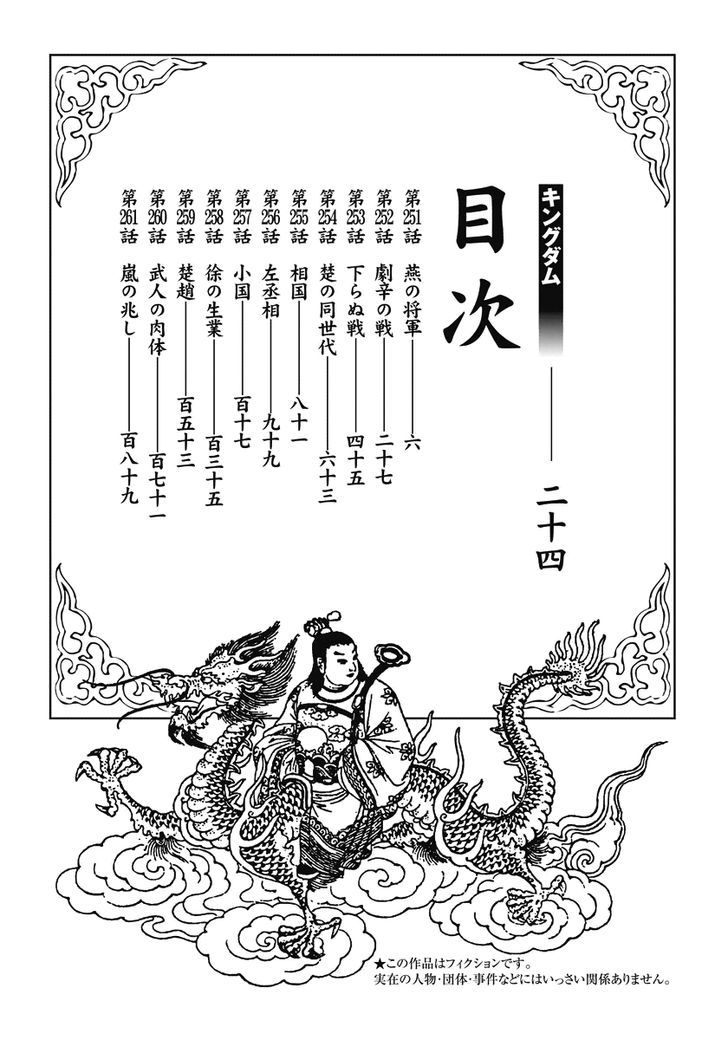 キングダム――二十四
目次
第251話 燕の将軍――六
第252話 劇辛の戦――二十七
第253話 下らぬ戦――四十五
第254話 楚の同世代――六十三
第255話 相国――八十一
第256話 左丞相――九十九
第257話 小国――百十七
第258話 徐の生業――百三十五
第259話 楚趙――百五十三
第260話 武人の肉体――百七十一
第261話 嵐の兆し――百八十九
★この作品はフィクションです。
実在の人物・団体・事件などにはいっさい関係ありません。